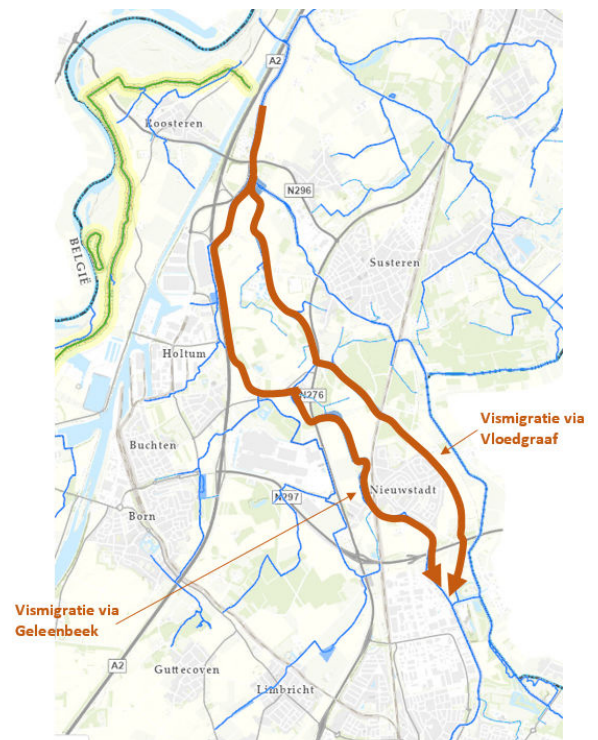 A2
Roosteren
N296
BELGIË
Susteren
Holtum
N276
Vismigratie via
Vloedgraaf
Buchten
Nieuwstadt
N297
Born
Vismigratie via
Geleenbeek
A2
Guttecoven
Limbricht